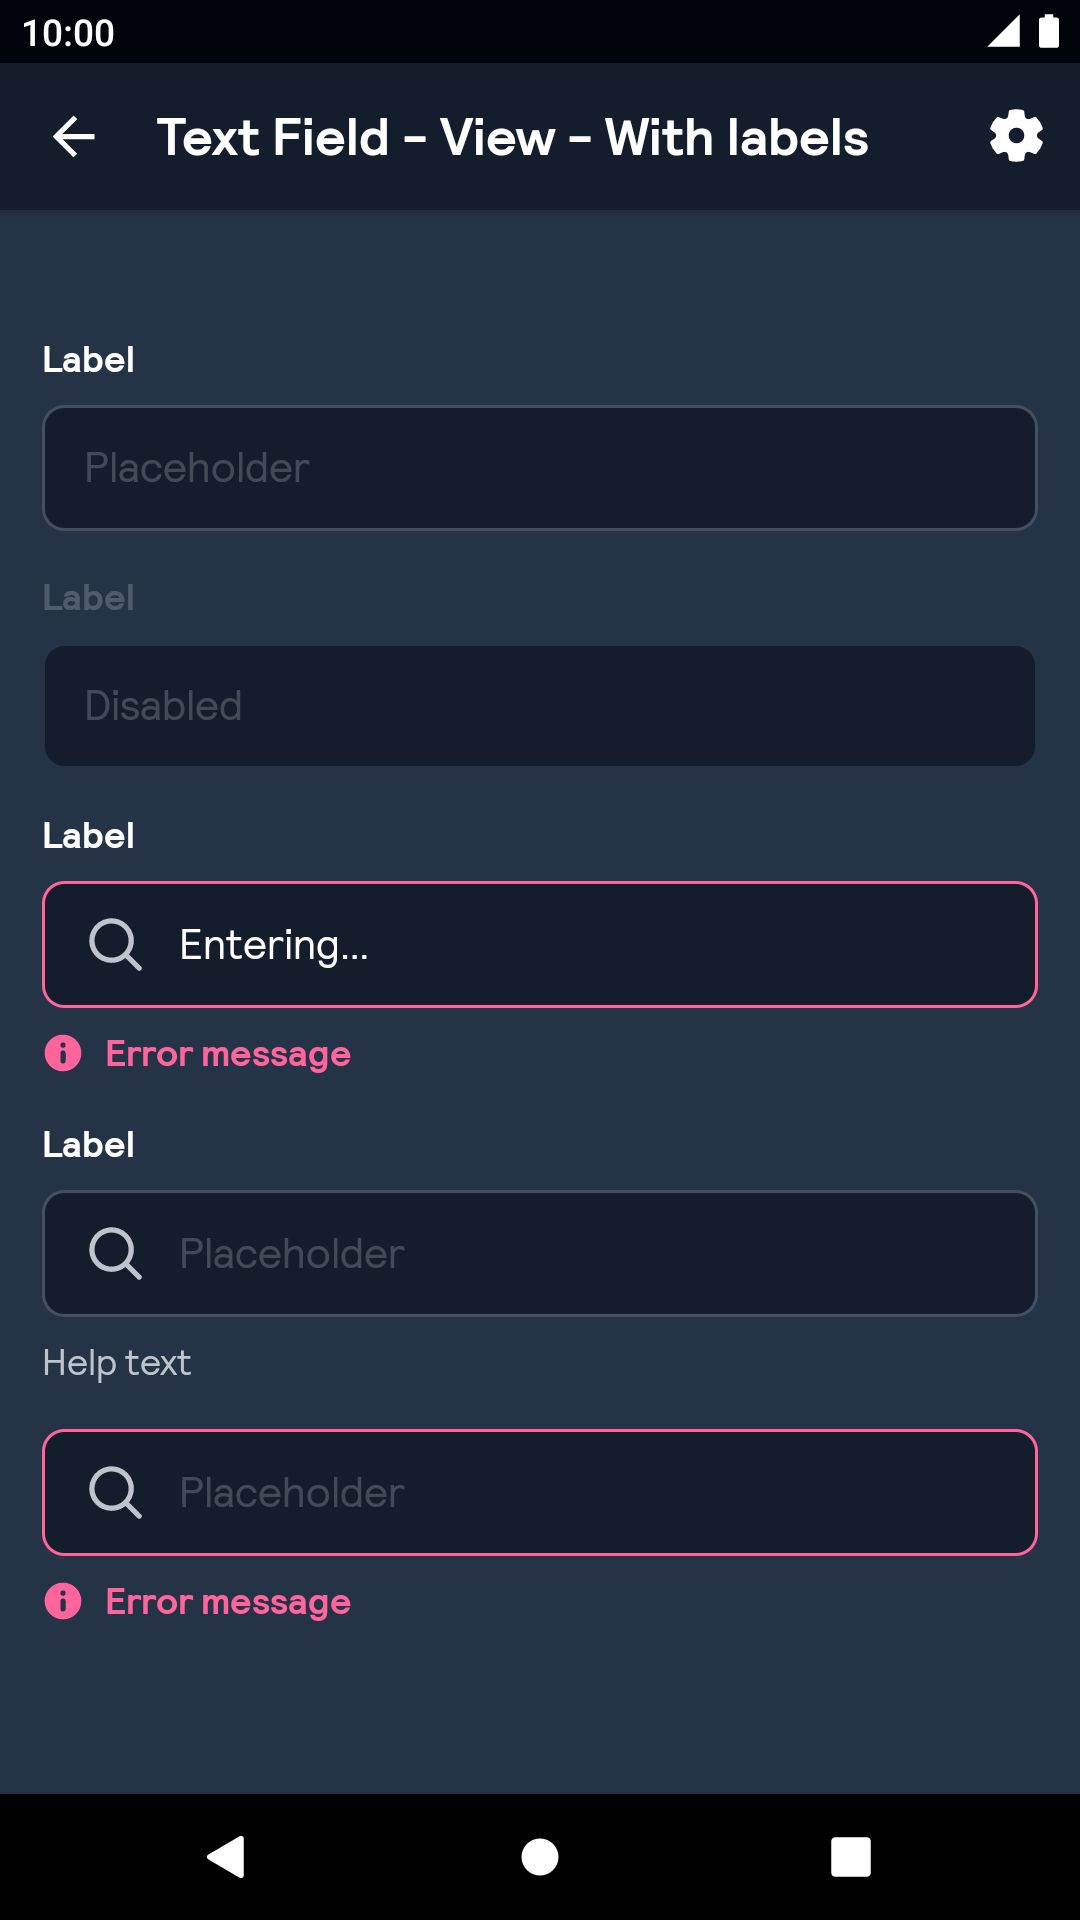 10:00
Text Field - View - With labels
Label
Placeholder
Label
Disabled
Label
Entering...
Error message
Label
Placeholder
Help text
Placeholder
Error message